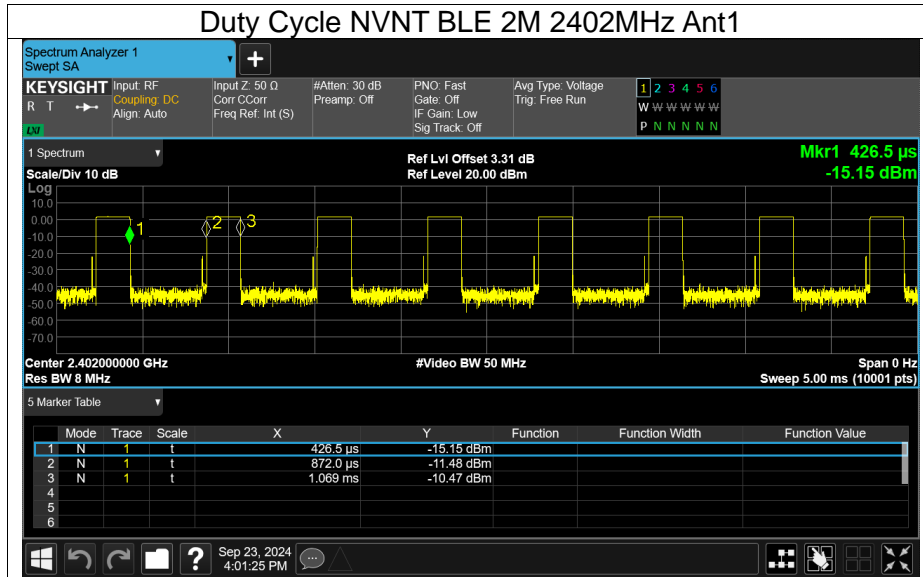 Duty Cycle NVNT BLE 2M 2402MHz Ant1
Spectrum Analyzer 1
Swept SA
KEYSIGHT
R T
LXI
Input: RF
Coupling: DC
Align: Auto
Input Z: 50 Ω
Corr CCorr
Freq Ref: Int (S)
#Atten: 30 dB
Preamp: Off
PNO: Fast
Gate: Off
IF Gain: Low
Sig Track: Off
Avg Type: Voltage
Trig: Free Run
1 2 3 4 5 6
W W W W W W
P N N N N N
1 Spectrum
Scale/Div 10 dB
Ref Lvl Offset 3.31 dB
Ref Level 20.00 dBm
Mkr1 426.5 µs
-15.15 dBm
Log
10.0
0.00
-10.0
-20.0
-30.0
-40.0
-50.0
-60.0
-70.0
1
2
3
Center 2.402000000 GHz
#Video BW 50 MHz
Span 0 Hz
Res BW 8 MHz
Sweep 5.00 ms (10001 pts)
5 Marker Table
Mode Trace Scale X Y Function Function Width Function Value
1 N 1 t 426.5 µs -15.15 dBm
2 N 1 t 872.0 µs -11.48 dBm
3 N 1 t 1.069 ms -10.47 dBm
4
5
6
?
Sep 23, 2024
4:01:25 PM